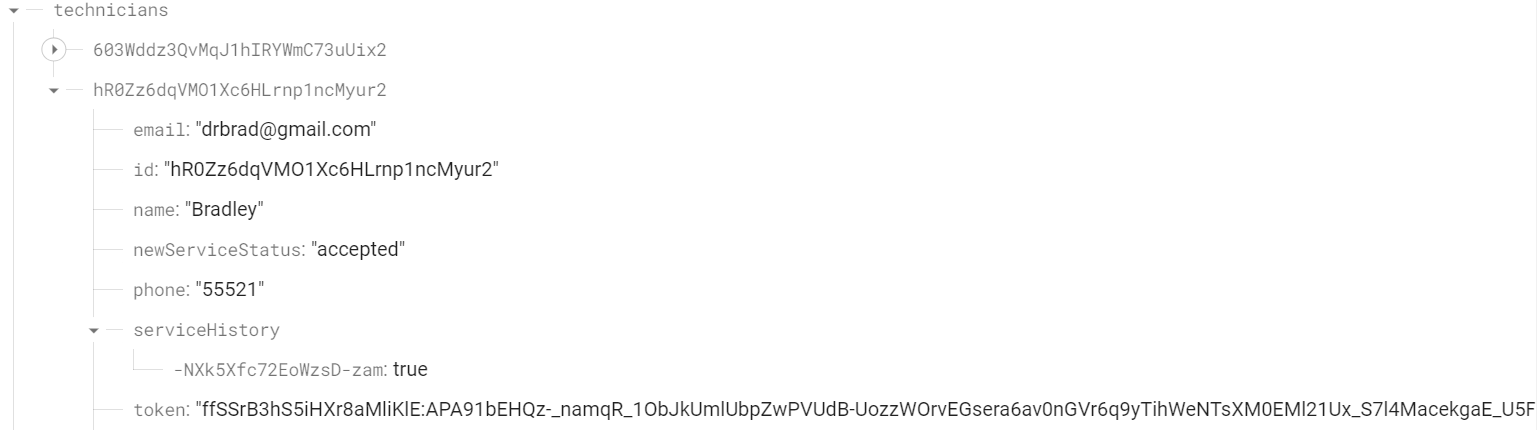 technicians
603Wddz3QvMqJ1hIRYWmC73uUix2
hR0Zz6dqVMO1Xc6HLrnp1ncMyur2
email: "drbrad@gmail.com"
id: "hR0Zz6dqVMO1Xc6HLrnp1ncMyur2"
name: "Bradley"
newServiceStatus: "accepted"
phone: "55521"
serviceHistory
-NXk5Xfc72EoWzsD-zam: true
token: "ffSSrB3hS5iHXr8aMliKlE:APA91bEHQz-_namqR_1ObJkUmlUbpZwPVUdB-UozzWOrvEGsera6av0nGVr6q9yTihWeNTsXM0EMl21Ux_S7l4MacekgaE_U5F